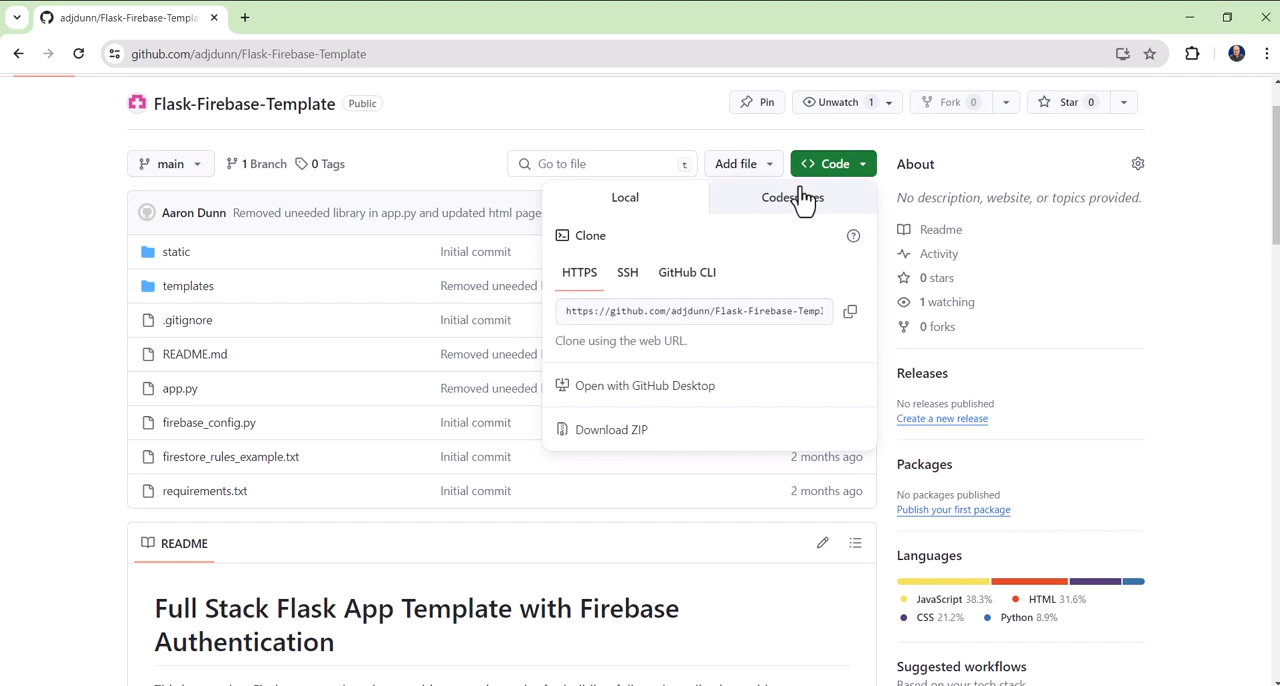 adjdunn/Flask-Firebase-Templa
github.com/adjdunn/Flask-Firebase-Template
Flask-Firebase-Template Public
Pin
Unwatch 1
Fork 0
Star 0
main
1 Branch
0 Tags
Go to file t
Add file
<> Code
Local
Aaron Dunn Removed uneeded library in app.py and updated html page
static Initial commit
templates Removed uneeded
.gitignore Initial commit
README.md Removed uneeded
app.py Removed uneeded
firebase_config.py Initial commit
firestore_rules_example.txt Initial commit 2 months ago
requirements.txt Initial commit 2 months ago
Clone
HTTPS SSH GitHub CLI
https://github.com/adjdunn/Flask-Firebase-Templ
Clone using the web URL.
Open with GitHub Desktop
Download ZIP
README
Full Stack Flask App Template with Firebase
Authentication
About
No description, website, or topics provided.
Readme
Activity
0 stars
1 watching
0 forks
Releases
No releases published
Create a new release
Packages
No packages published
Publish your first package
Languages
JavaScript 38.3% HTML 31.6%
CSS 21.2% Python 8.9%
Suggested workflows
Based on your tech stack